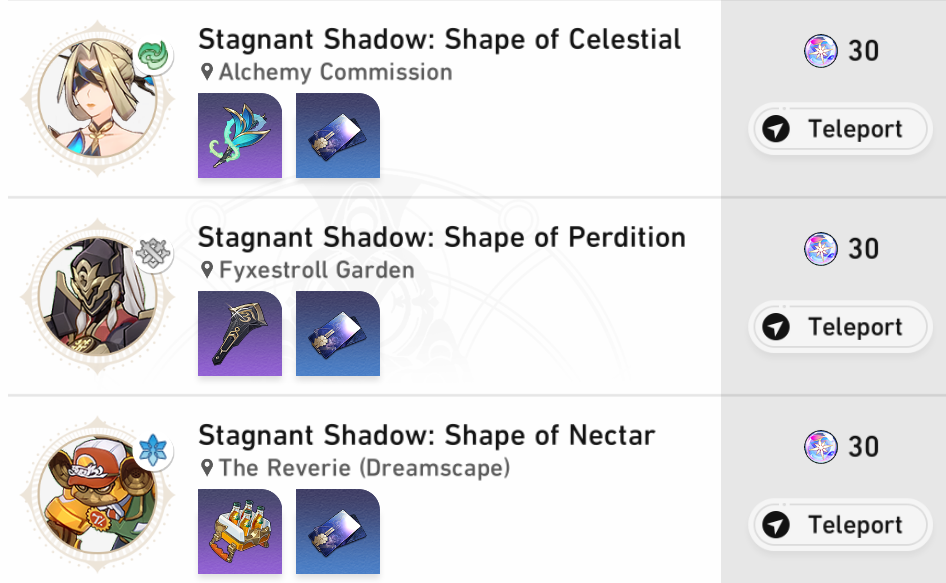 Stagnant Shadow: Shape of Celestial
Alchemy Commission
30
Teleport
Stagnant Shadow: Shape of Perdition
Fyxestroll Garden
30
Teleport
Stagnant Shadow: Shape of Nectar
The Reverie (Dreamscape)
30
Teleport